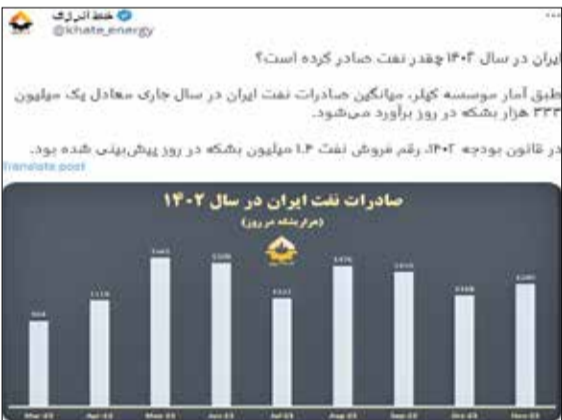 خط انرژی
@khate_energy
ایران در سال ۱۴۰۲ چقدر نفت صادر کرده است؟
طبق آمار موسسه کپلر، میانگین صادرات نفت ایران در سال جاری معادل یک میلیون
۳۳۳ هزار بشکه در روز برآورد می‌شود.
در قانون بودجه ۱۴۰۲، رقم فروش نفت ۱.۴ میلیون بشکه در روز پیش‌بینی شده بود.
Translate post
صادرات نفت ایران در سال ۱۴۰۲
(هزار بشکه در روز)
Mar-23 Apr-23 May-23 Jun-23 Jul-23 Aug-23 Sep-23 Oct-23 Nov-23